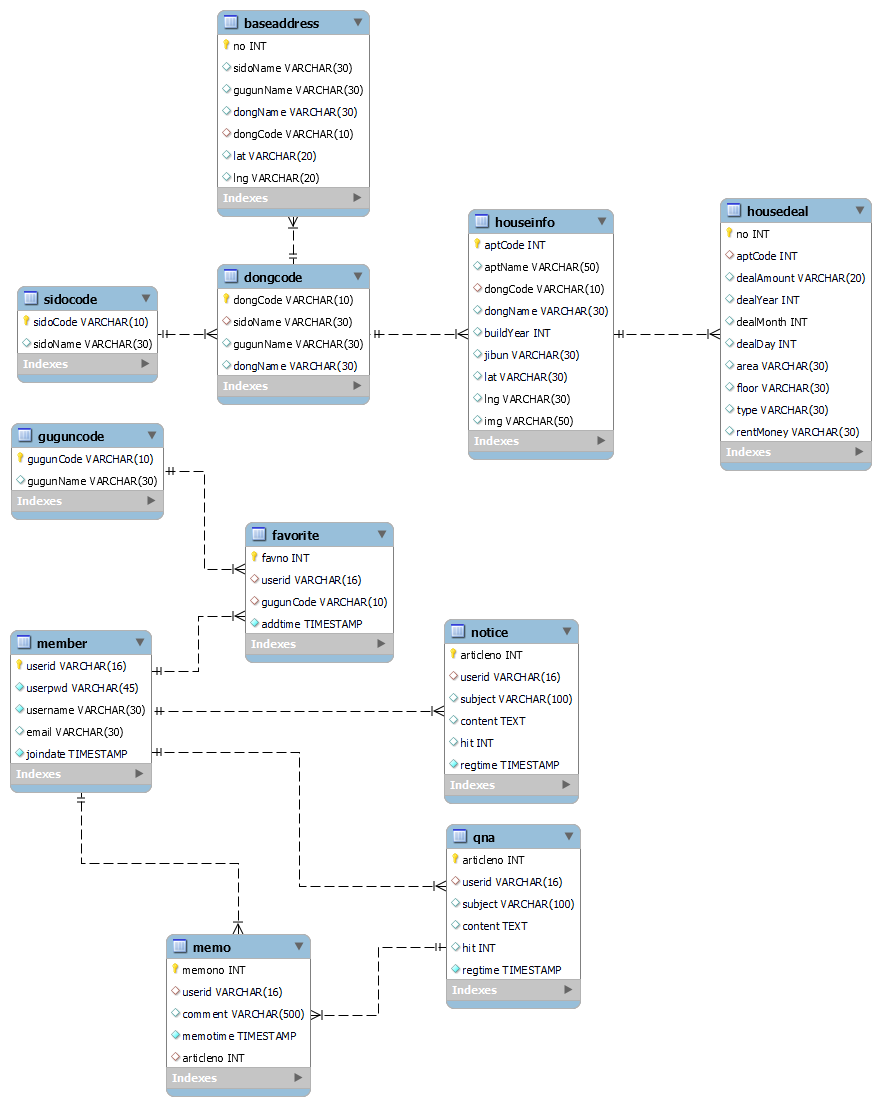 baseaddress
no INT
sidoName VARCHAR(30)
gugunName VARCHAR(30)
dongName VARCHAR(30)
dongCode VARCHAR(10)
lat VARCHAR(20)
lng VARCHAR(20)
Indexes
houseinfo
aptCode INT
aptName VARCHAR(50)
dongCode VARCHAR(10)
dongName VARCHAR(30)
buildYear INT
jibun VARCHAR(30)
lat VARCHAR(30)
lng VARCHAR(30)
img VARCHAR(50)
Indexes
housedeal
no INT
aptCode INT
dealAmount VARCHAR(20)
dealYear INT
dealMonth INT
dealDay INT
area VARCHAR(30)
floor VARCHAR(30)
type VARCHAR(30)
rentMoney VARCHAR(30)
Indexes
sidocode
sidoCode VARCHAR(10)
sidoName VARCHAR(30)
Indexes
dongcode
dongCode VARCHAR(10)
sidoName VARCHAR(30)
gugunName VARCHAR(30)
dongName VARCHAR(30)
Indexes
guguncode
gugunCode VARCHAR(10)
gugunName VARCHAR(30)
Indexes
favorite
favno INT
userid VARCHAR(16)
gugunCode VARCHAR(10)
addtime TIMESTAMP
Indexes
member
userid VARCHAR(16)
userpwd VARCHAR(45)
username VARCHAR(30)
email VARCHAR(30)
joindate TIMESTAMP
Indexes
notice
articleno INT
userid VARCHAR(16)
subject VARCHAR(100)
content TEXT
hit INT
regtime TIMESTAMP
Indexes
qna
articleno INT
userid VARCHAR(16)
subject VARCHAR(100)
content TEXT
hit INT
regtime TIMESTAMP
Indexes
memo
memono INT
userid VARCHAR(16)
comment VARCHAR(500)
memotime TIMESTAMP
articleno INT
Indexes